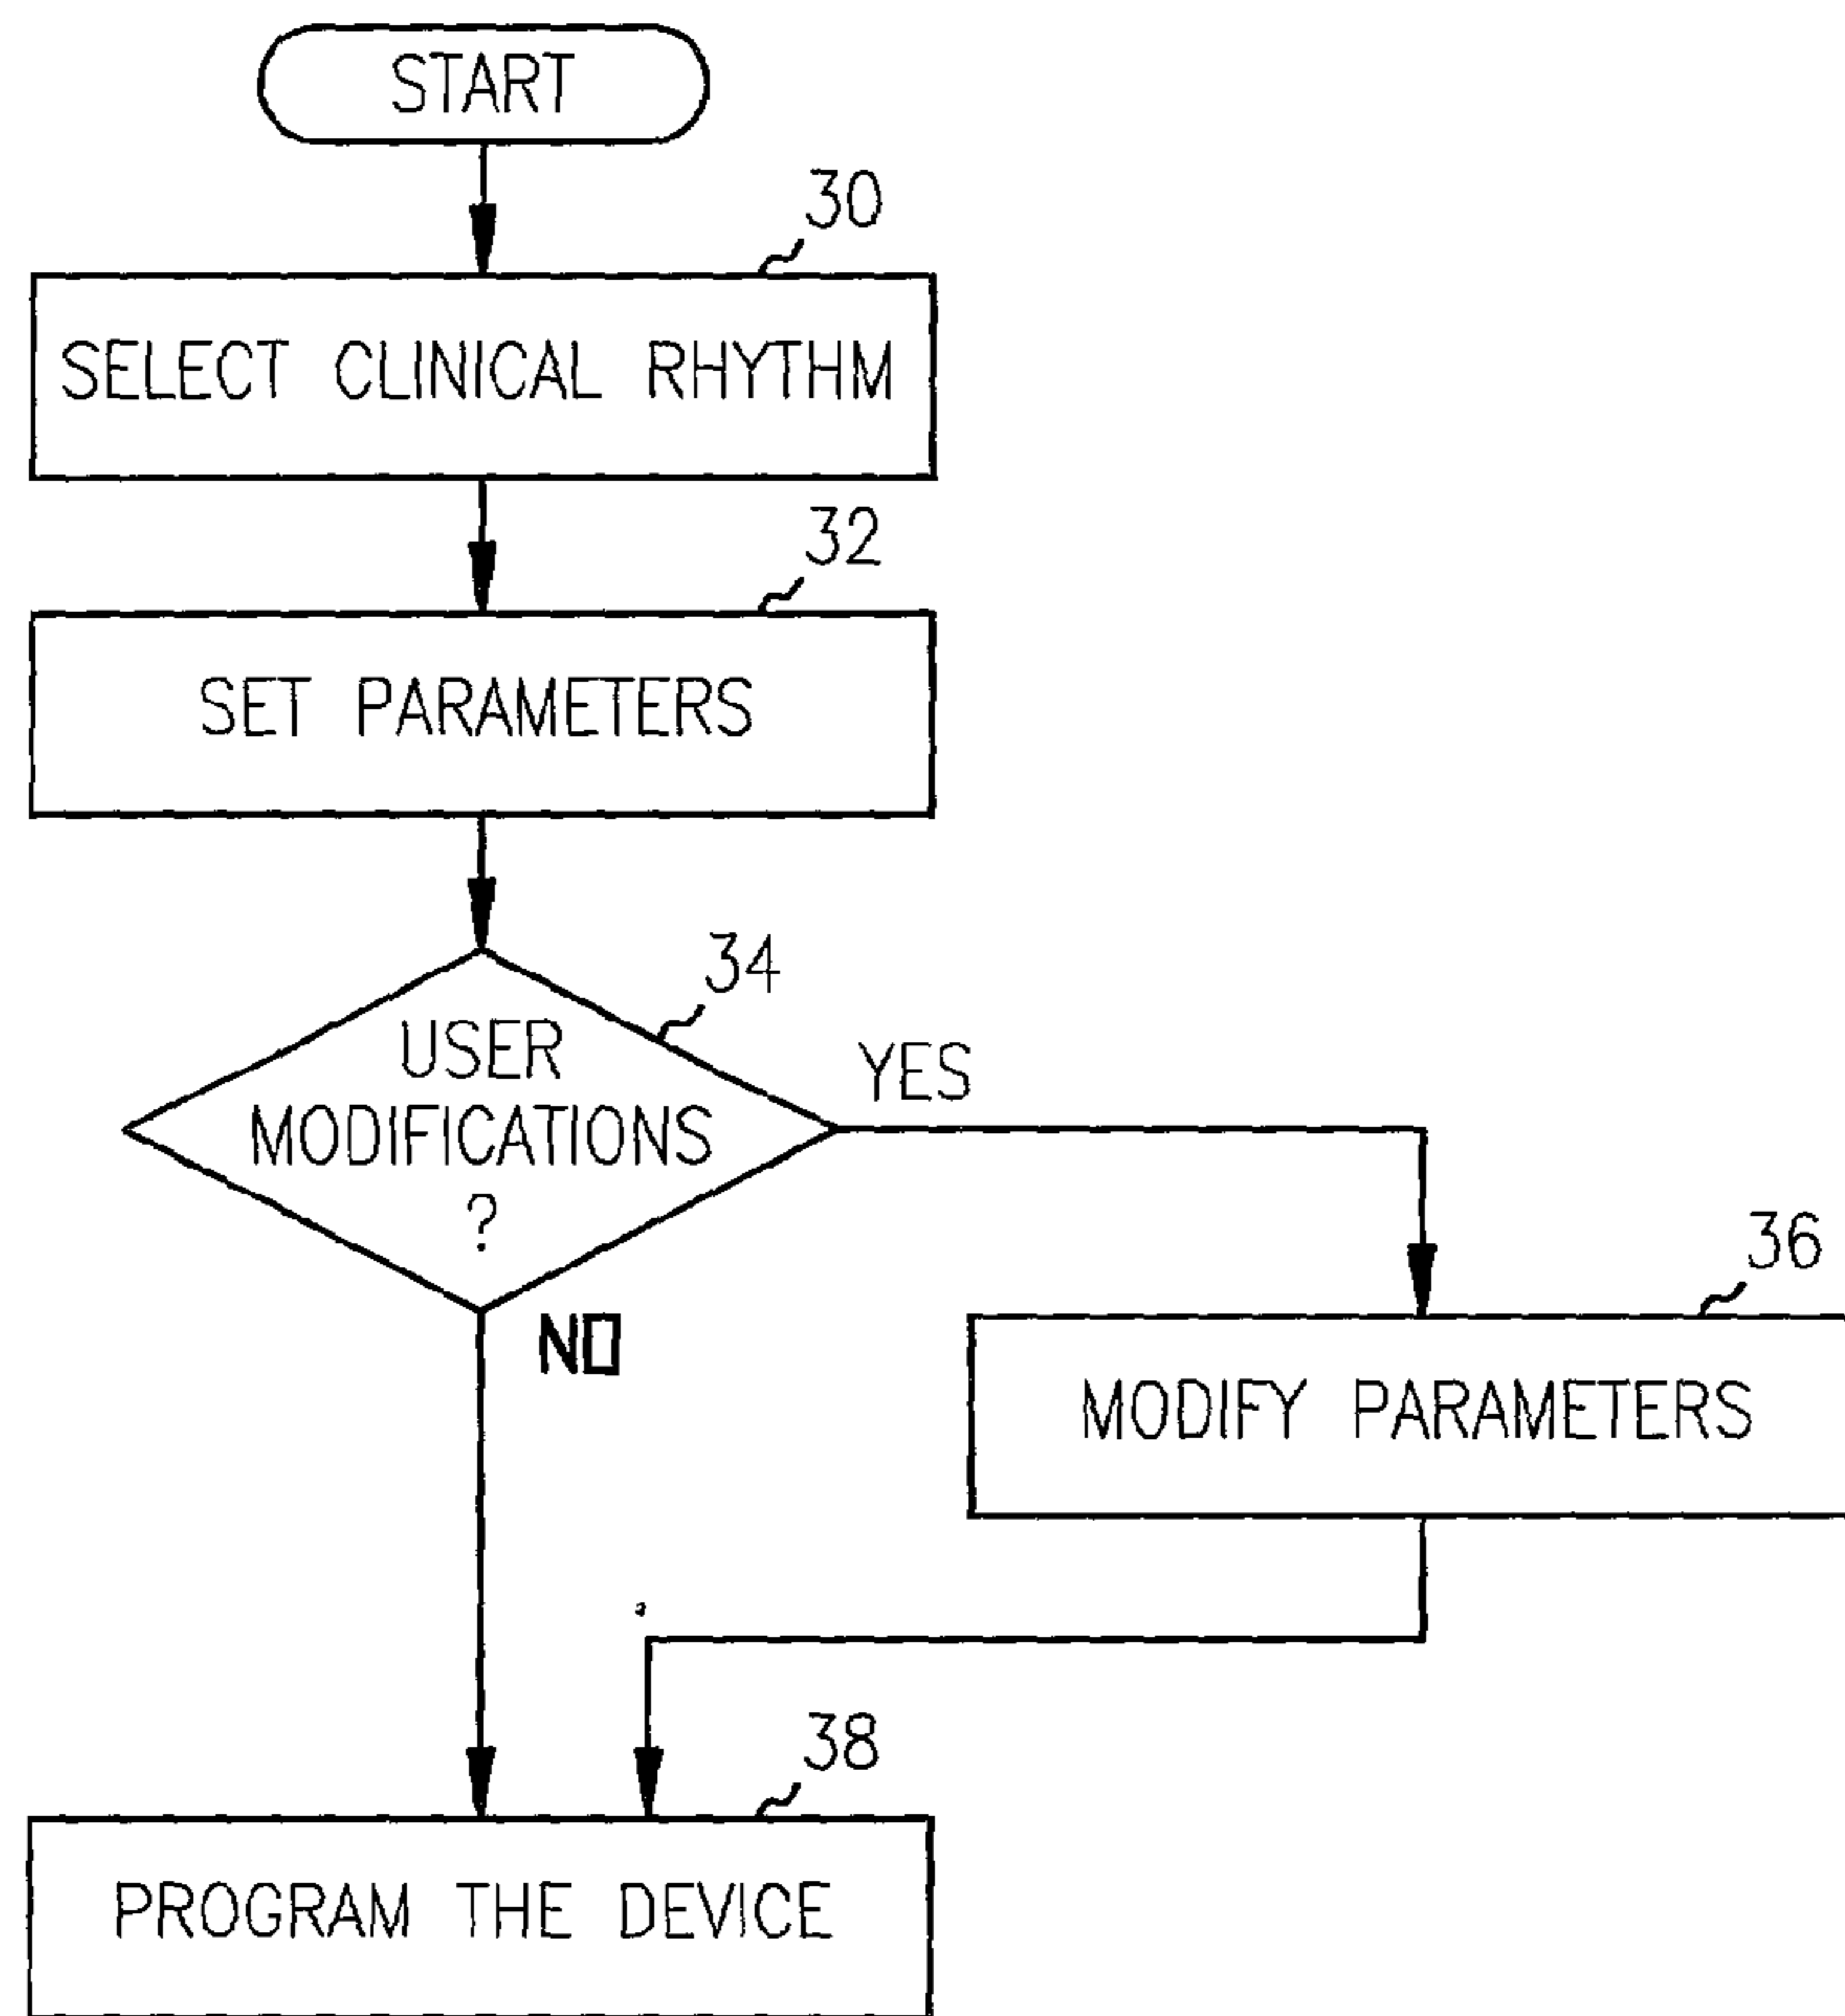 START
30
SELECT CLINICAL RHYTHM
32
SET PARAMETERS
34
USER
MODIFICATIONS
?
YES
NO
36
MODIFY PARAMETERS
38
PROGRAM THE DEVICE